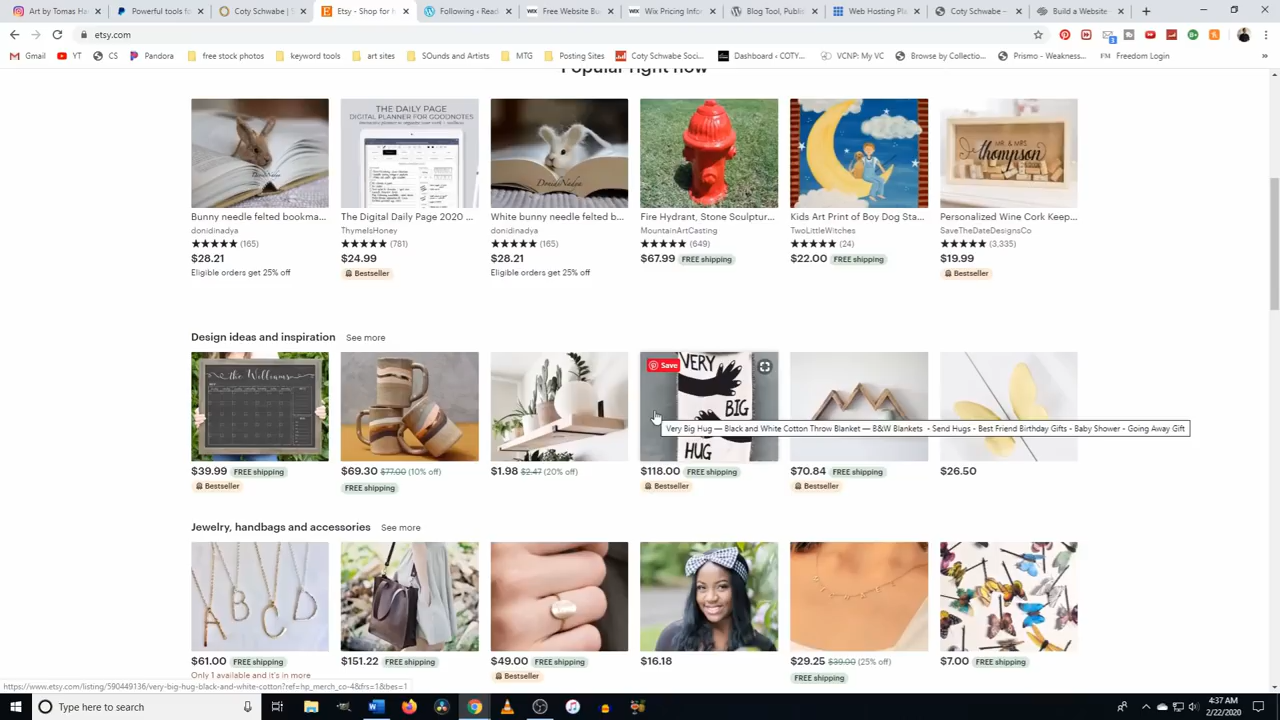 Art by Tomas Ha
Powerful tools fo
Coty Schwabe | S
Etsy - Shop for
Following ‹ Read
Free Website Bu
Wix Pricing Infor
Blog Tool, Publis
Web Hosting Pla
Coty Schwabe –
Build a Website
etsy.com
Gmail
YT
CS
Pandora
free stock photos
keyword tools
art sites
SOunds and Artists
MTG
Posting Sites
Coty Schwabe Soci...
Dashboard ‹ COTY...
VCNP: My VC
Browse by Collectio...
Prismo - Weakness...
Freedom Login
Popular right now
THE DAILY PAGE
DIGITAL PLANNER FOR GOODNOTES
MR. & MRS
thompson
Bunny needle felted bookma...
The Digital Daily Page 2020 ...
White bunny needle felted b...
Fire Hydrant, Stone Sculptur...
Kids Art Print of Boy Dog Sta...
Personalized Wine Cork Keep...
donidinadya
ThymeIsHoney
donidinadya
MountainArtCasting
TwoLittleWitches
SaveTheDateDesignsCo
★★★★★ (165)
★★★★★ (781)
★★★★★ (165)
★★★★★ (649)
★★★★★ (24)
★★★★★ (3,335)
$28.21
$24.99
$28.21
$67.99 FREE shipping
$22.00 FREE shipping
$19.99
Eligible orders get 25% off
Bestseller
Eligible orders get 25% off
Bestseller
Design ideas and inspiration See more
the Williams
Save
VERY
BIG
HUG
Very Big Hug — Black and White Cotton Throw Blanket — B&W Blankets - Send Hugs - Best Friend Birthday Gifts - Baby Shower - Going Away Gift
$39.99 FREE shipping
$69.30 $77.00 (10% off)
$1.98 $2.47 (20% off)
$118.00 FREE shipping
$70.84 FREE shipping
$26.50
Bestseller
FREE shipping
Bestseller
Bestseller
Jewelry, handbags and accessories See more
A B C D
$61.00 FREE shipping
$151.22 FREE shipping
$49.00 FREE shipping
$16.18
$29.25 $39.00 (25% off)
$7.00 FREE shipping
Only 1 available and it's in more
Bestseller
FREE shipping
https://www.etsy.com/listing/590449136/very-big-hug-black-and-white-cotton?ref=hp_merch_co-4&frs=1&bes=1
Type here to search
4:37 AM
2/22/2020